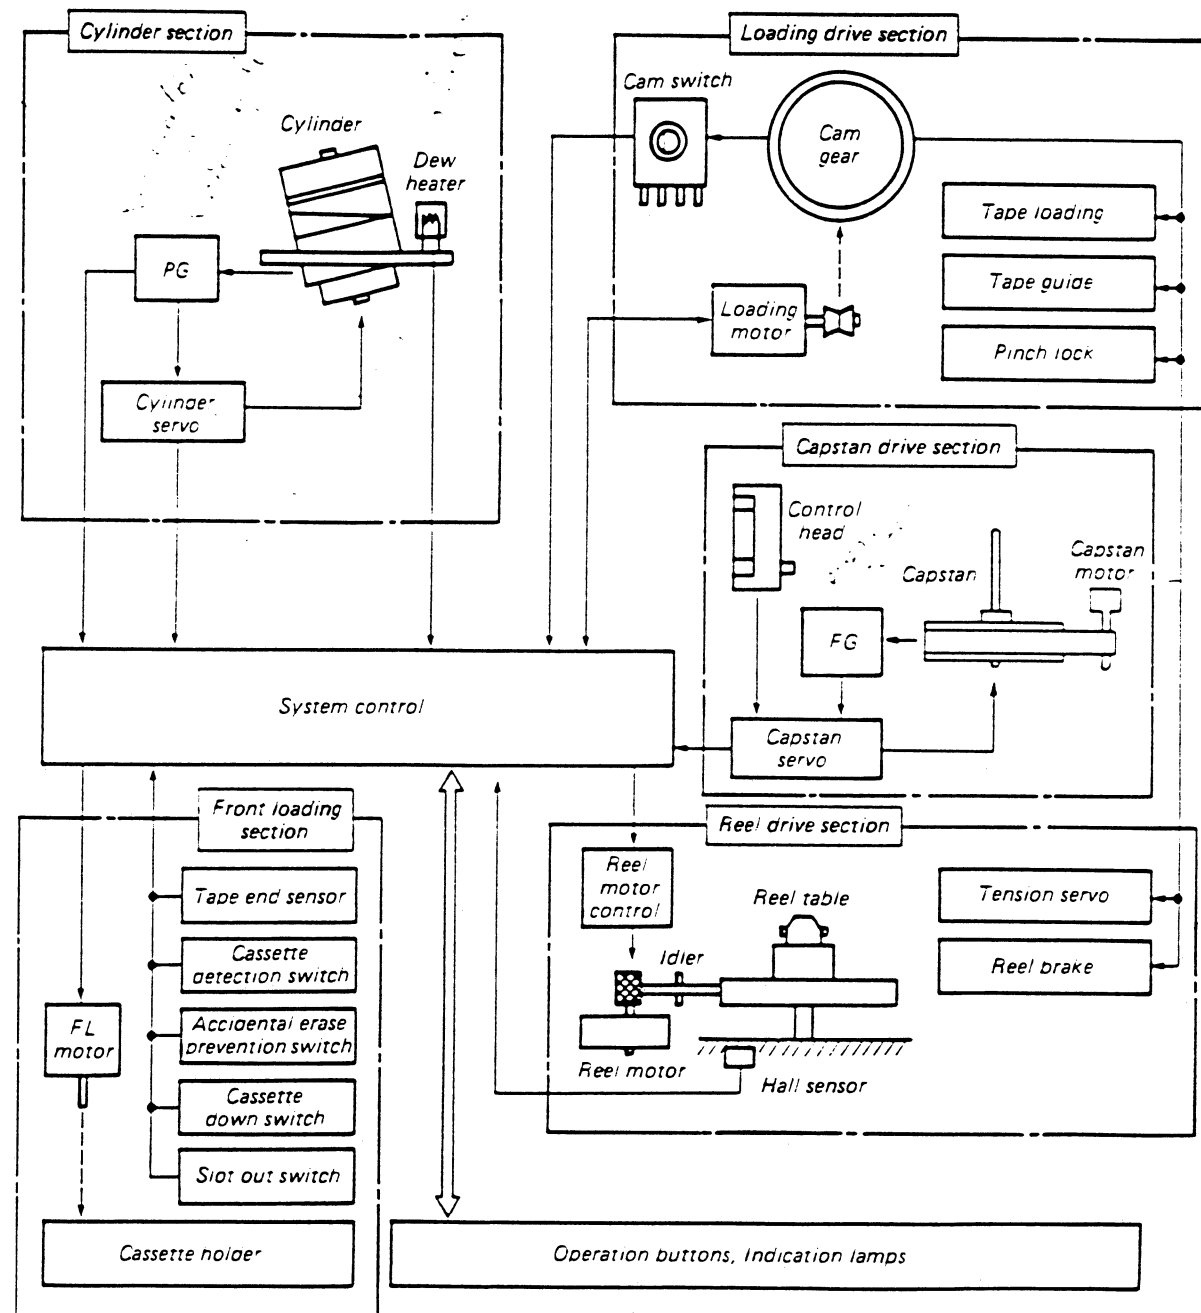 Cylinder section
Cylinder
Dew
heater
PG
Cylinder
servo
Loading drive section
Cam switch
Cam
gear
Tape loading
Tape guide
Pinch lock
Loading
motor
Capstan drive section
Control
head
Capstan
Capstan
motor
FG
Capstan
servo
System control
Front loading
section
Tape end sensor
Cassette
detection switch
Accidental erase
prevention switch
Cassette
down switch
Slot out switch
FL
motor
Cassette holder
Reel drive section
Reel
motor
control
Reel table
Idler
Reel motor
Hall sensor
Tension servo
Reel brake
Operation buttons, Indication lamps